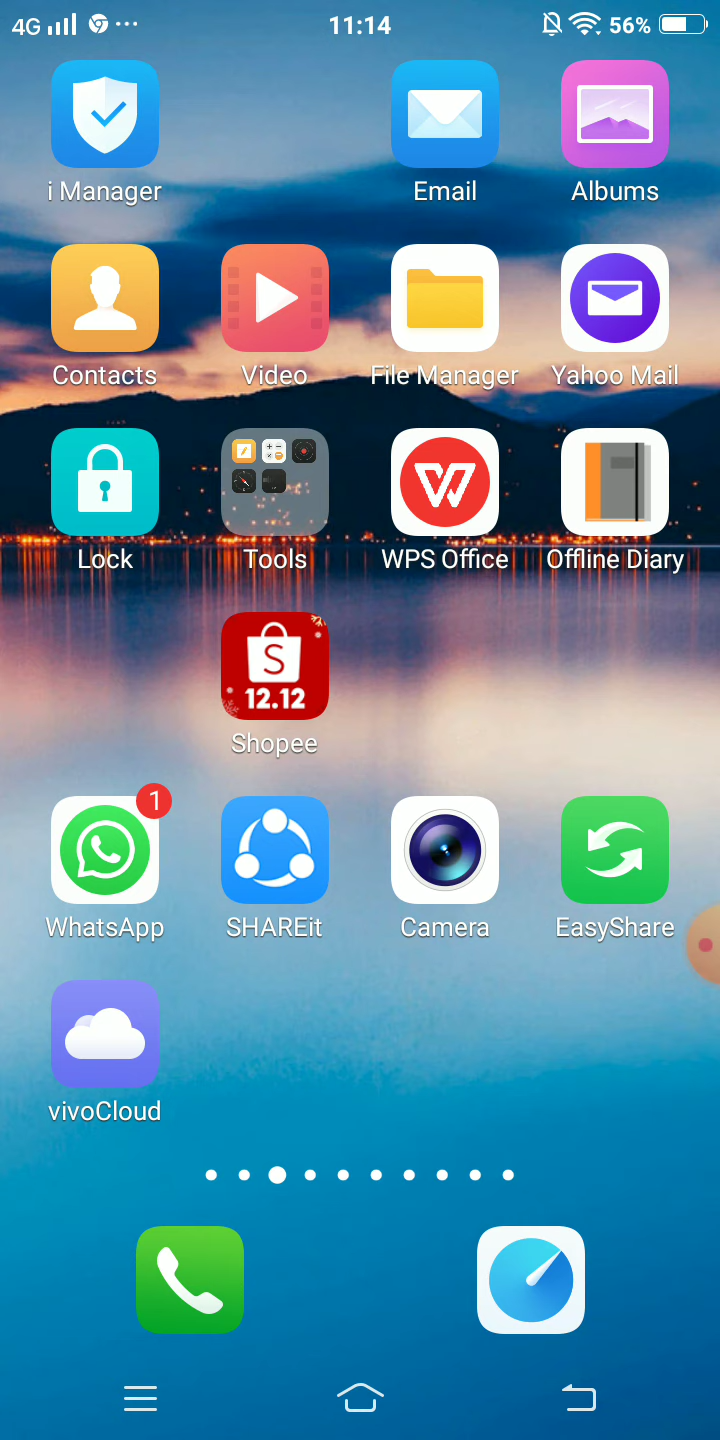 4G 11:14 56%
i Manager Email Albums
Contacts Video File Manager Yahoo Mail
Lock Tools WPS Office Offline Diary
S
12.12
Shopee
1
WhatsApp SHAREit Camera EasyShare
vivoCloud